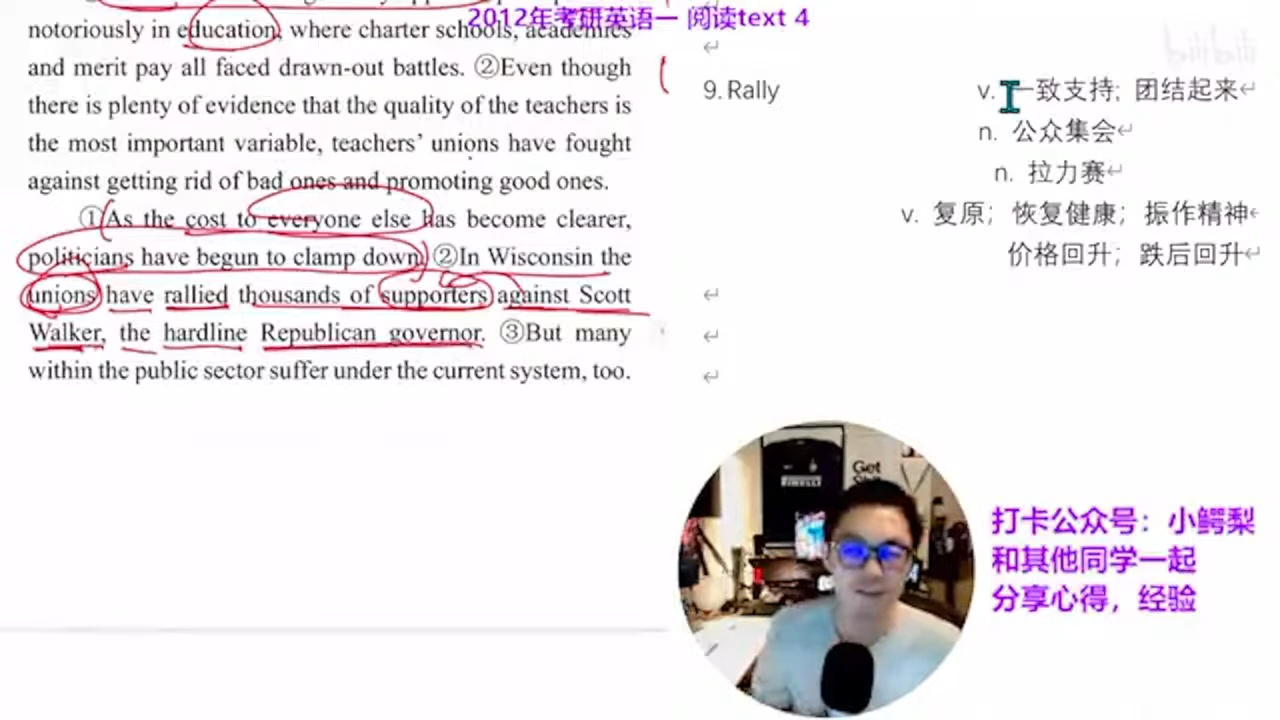 2012年考研英语一 阅读text 4
notoriously in education, where charter schools, academies
and merit pay all faced drawn-out battles. ②Even though
there is plenty of evidence that the quality of the teachers is
the most important variable, teachers' unions have fought
against getting rid of bad ones and promoting good ones.
①As the cost to everyone else has become clearer,
politicians have begun to clamp down. ②In Wisconsin the
unions have rallied thousands of supporters against Scott
Walker, the hardline Republican governor. ③But many
within the public sector suffer under the current system, too.
bilibili
9. Rally v. 一致支持; 团结起来
n. 公众集会
n. 拉力赛
v. 复原; 恢复健康; 振作精神
价格回升; 跌后回升
PIRELLI
Get
打卡公众号: 小鳄梨
和其他同学一起
分享心得, 经验